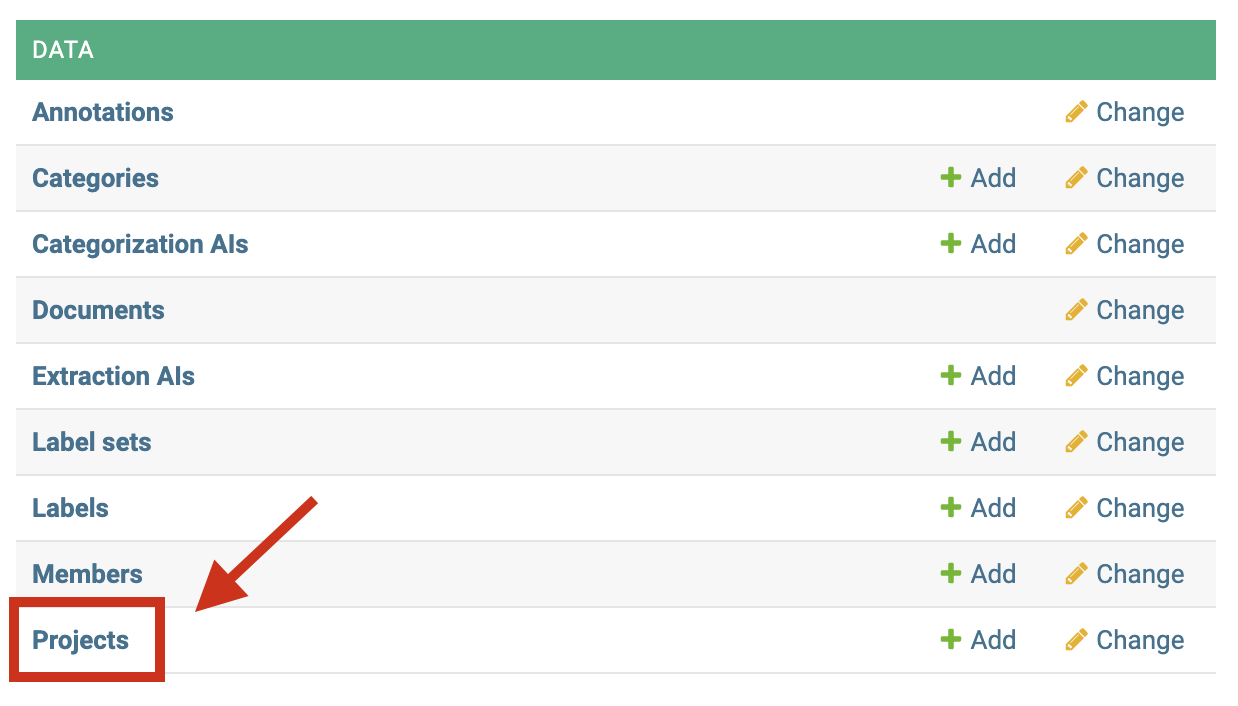 DATA
Annotations Change
Categories Add Change
Categorization AIs Add Change
Documents Change
Extraction AIs Add Change
Label sets Add Change
Labels Add Change
Members Add Change
Projects Add Change